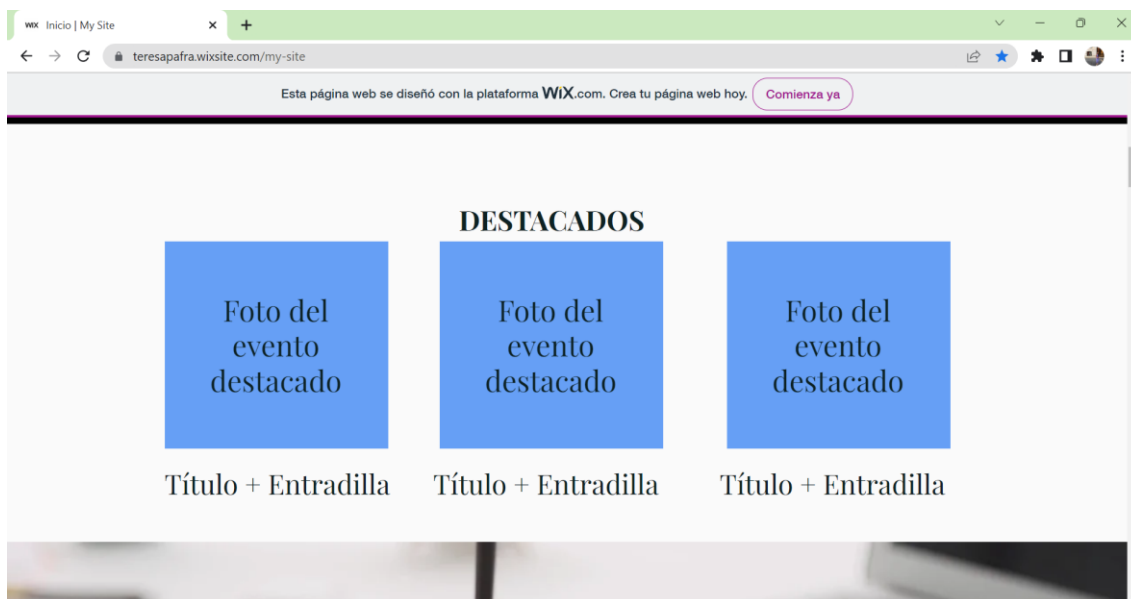 WIX Inicio | My Site
teresapafra.wixsite.com/my-site
Esta página web se diseñó con la plataforma WiX.com. Crea tu página web hoy. Comienza ya
DESTACADOS
Foto del
evento
destacado
Foto del
evento
destacado
Foto del
evento
destacado
Título + Entradilla
Título + Entradilla
Título + Entradilla